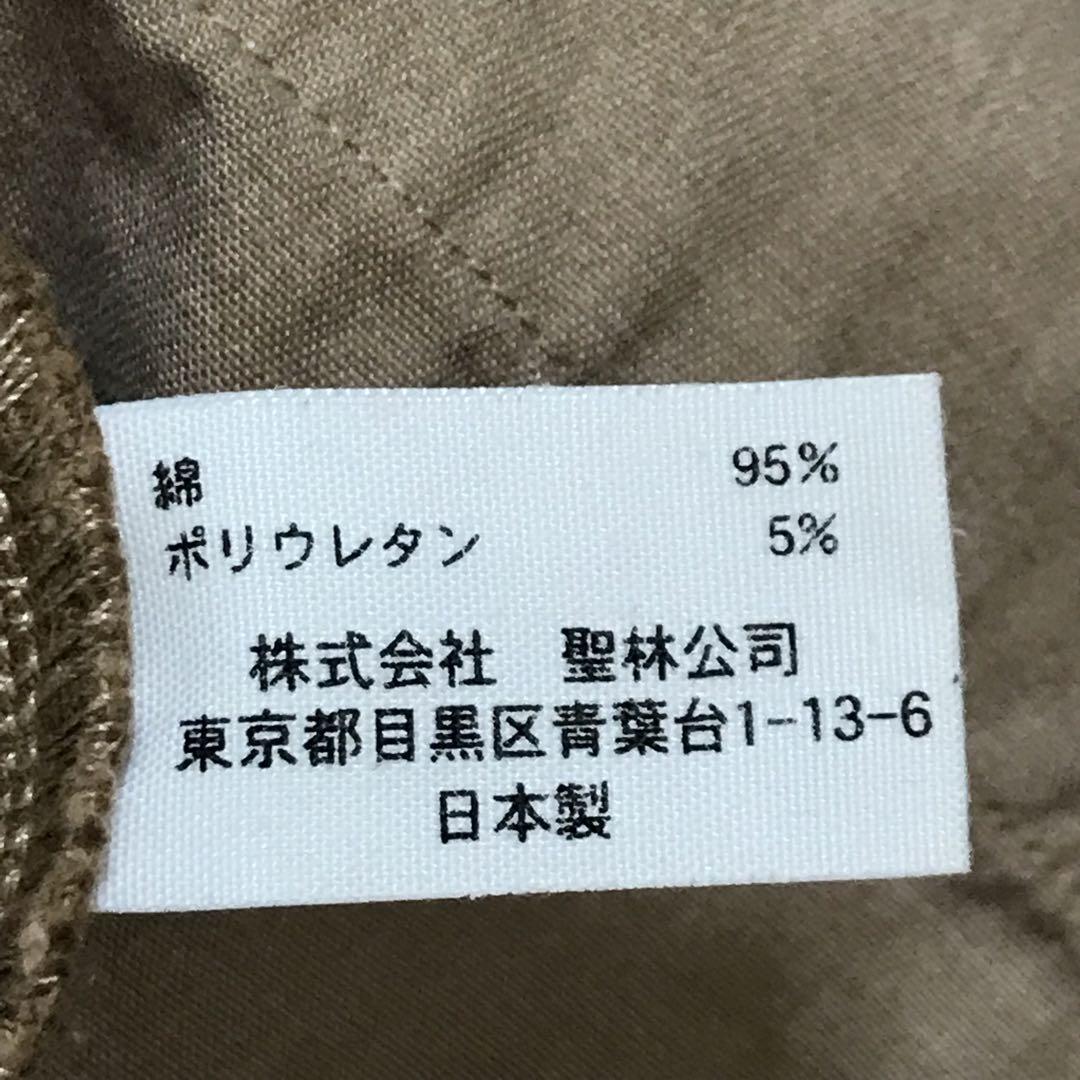 綿 95%
ポリウレタン 5%
株式会社 聖林公司
東京都目黒区青葉台1-13-6
日本製